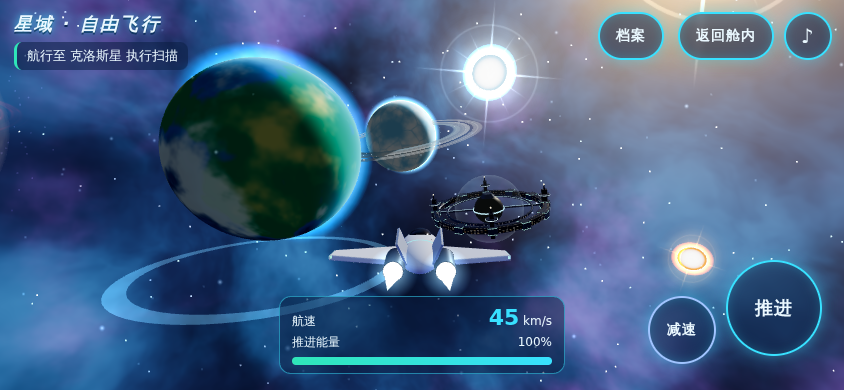 星域 · 自由飞行
航行至 克洛斯星 执行扫描
档案
返回舱内
♪
航速 45 km/s
推进能量 100%
减速
推进